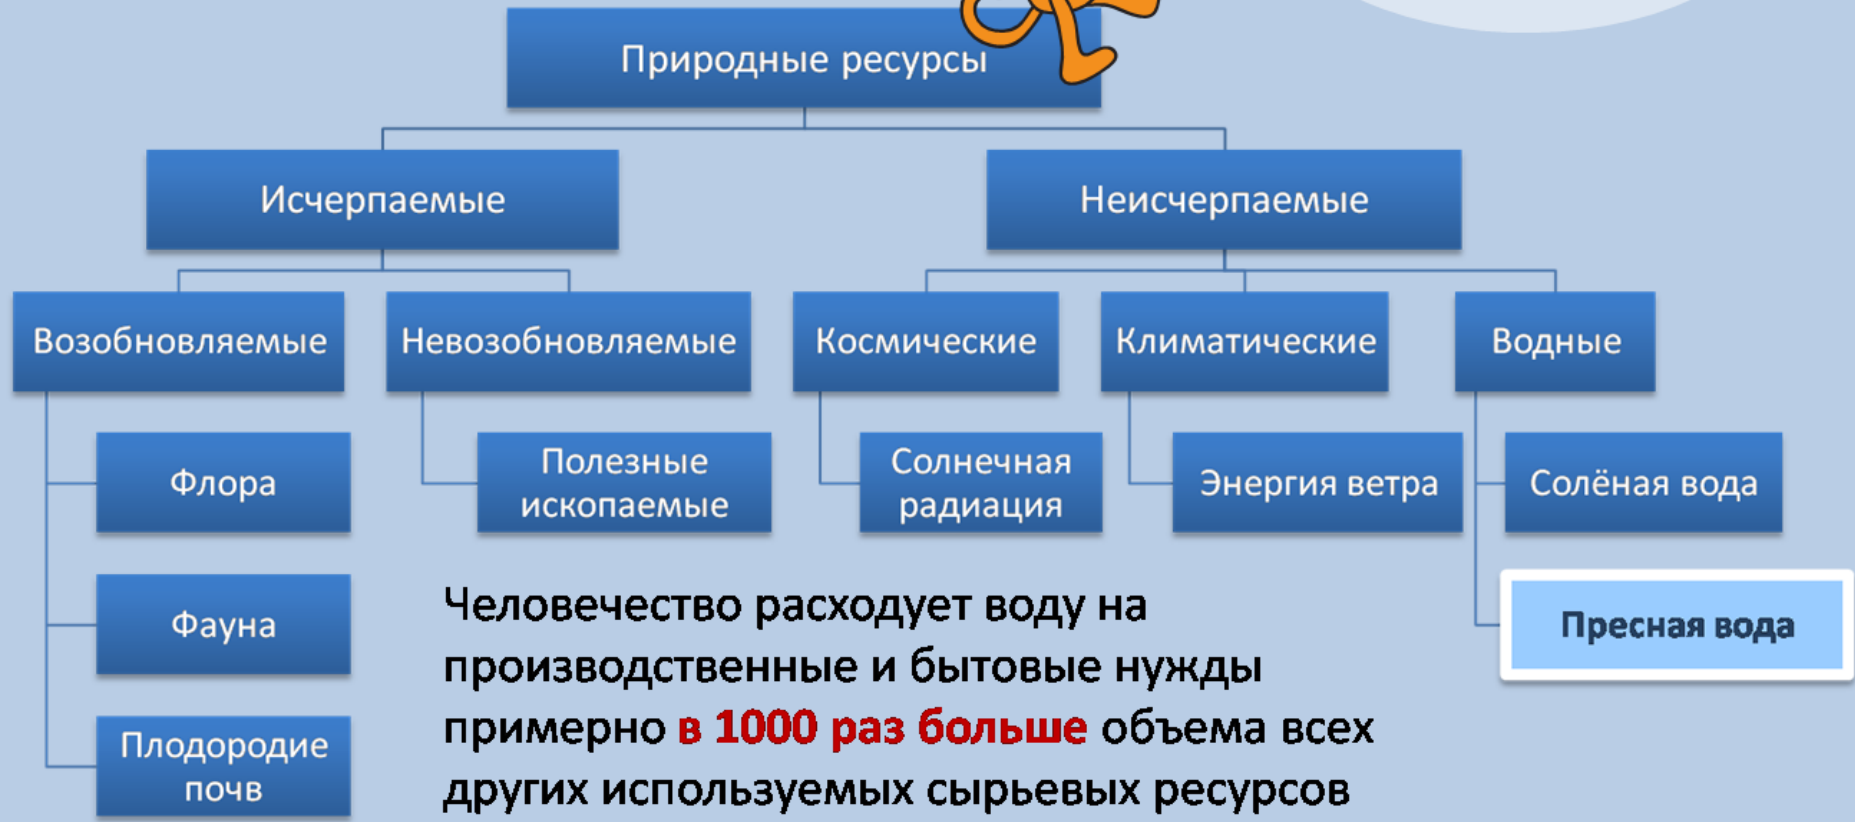 Природные ресурсы
Исчерпаемые
Неисчерпаемые
Возобновляемые
Невозобновляемые
Космические
Климатические
Водные
Флора
Полезные
ископаемые
Солнечная
радиация
Энергия ветра
Солёная вода
Фауна
Пресная вода
Плодородие
почв
Человечество расходует воду на
производственные и бытовые нужды
примерно в 1000 раз больше объема всех
других используемых сырьевых ресурсов